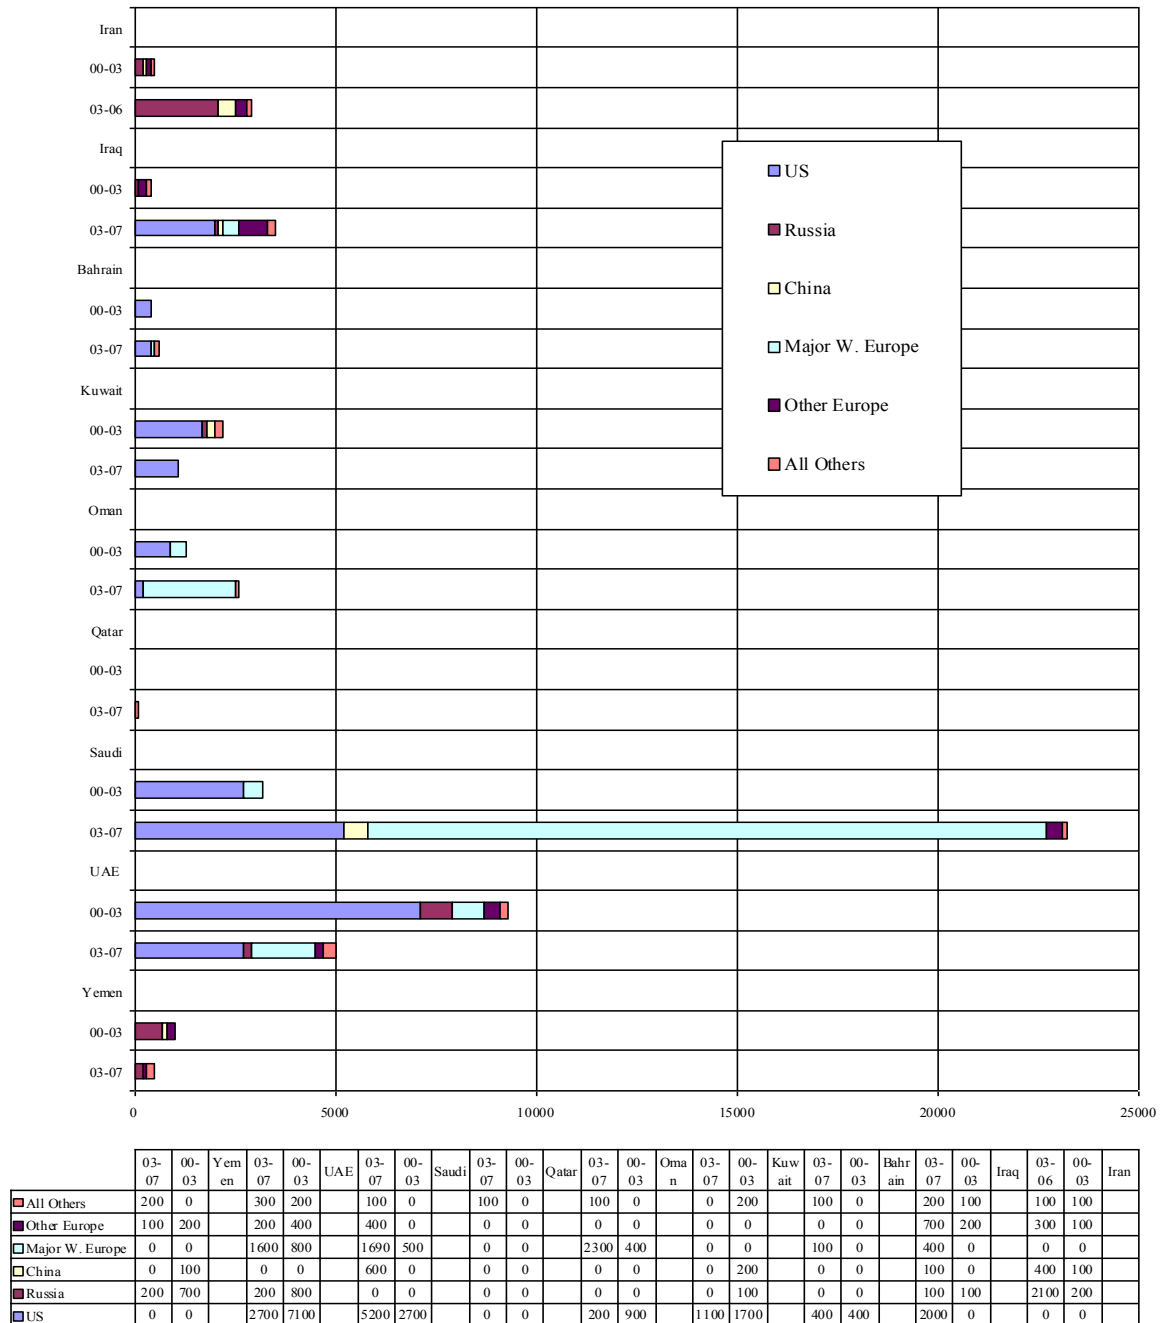 Iran
00-03
03-06
Iraq
00-03
03-07
Bahrain
00-03
03-07
Kuwait
00-03
03-07
Oman
00-03
03-07
Qatar
00-03
03-07
Saudi
00-03
03-07
UAE
00-03
03-07
Yemen
00-03
03-07
US
Russia
China
Major W. Europe
Other Europe
All Others
0 5000 10000 15000 20000 25000
03-07 00-03 Yemen 03-07 00-03 UAE 03-07 00-03 Saudi 03-07 00-03 Qatar 03-07 00-03 Oman 03-07 00-03 Kuwait 03-07 00-03 Bahrain 03-07 00-03 Iraq 03-06 00-03 Iran
All Others 200 0 300 200 100 0 100 0 100 0 0 200 100 0 200 100 100 100
Other Europe 100 200 200 400 400 0 0 0 0 0 0 0 0 0 700 200 300 100
Major W. Europe 0 0 1600 800 1690 500 0 0 2300 400 0 0 100 0 400 0 0 0
China 0 100 0 0 600 0 0 0 0 0 0 200 0 0 100 0 400 100
Russia 200 700 200 800 0 0 0 0 0 0 0 100 0 0 100 100 2100 200
US 0 0 2700 7100 5200 2700 0 0 200 900 1100 1700 400 400 2000 0 0 0